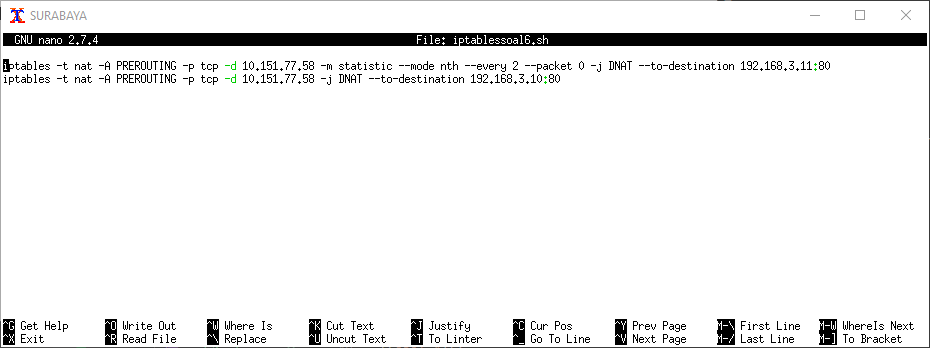 SURABAYA
GNU nano 2.7.4 File: iptablessoal6.sh
iptables -t nat -A PREROUTING -p tcp -d 10.151.77.58 -m statistic --mode nth --every 2 --packet 0 -j DNAT --to-destination 192.168.3.11:80
iptables -t nat -A PREROUTING -p tcp -d 10.151.77.58 -j DNAT --to-destination 192.168.3.10:80
^G Get Help ^O Write Out ^W Where Is ^K Cut Text ^J Justify ^C Cur Pos ^Y Prev Page M-\ First Line M-W WhereIs Next
^X Exit ^R Read File ^\ Replace ^U Uncut Text ^T To Linter ^_ Go To Line ^V Next Page M-/ Last Line M-] To Bracket